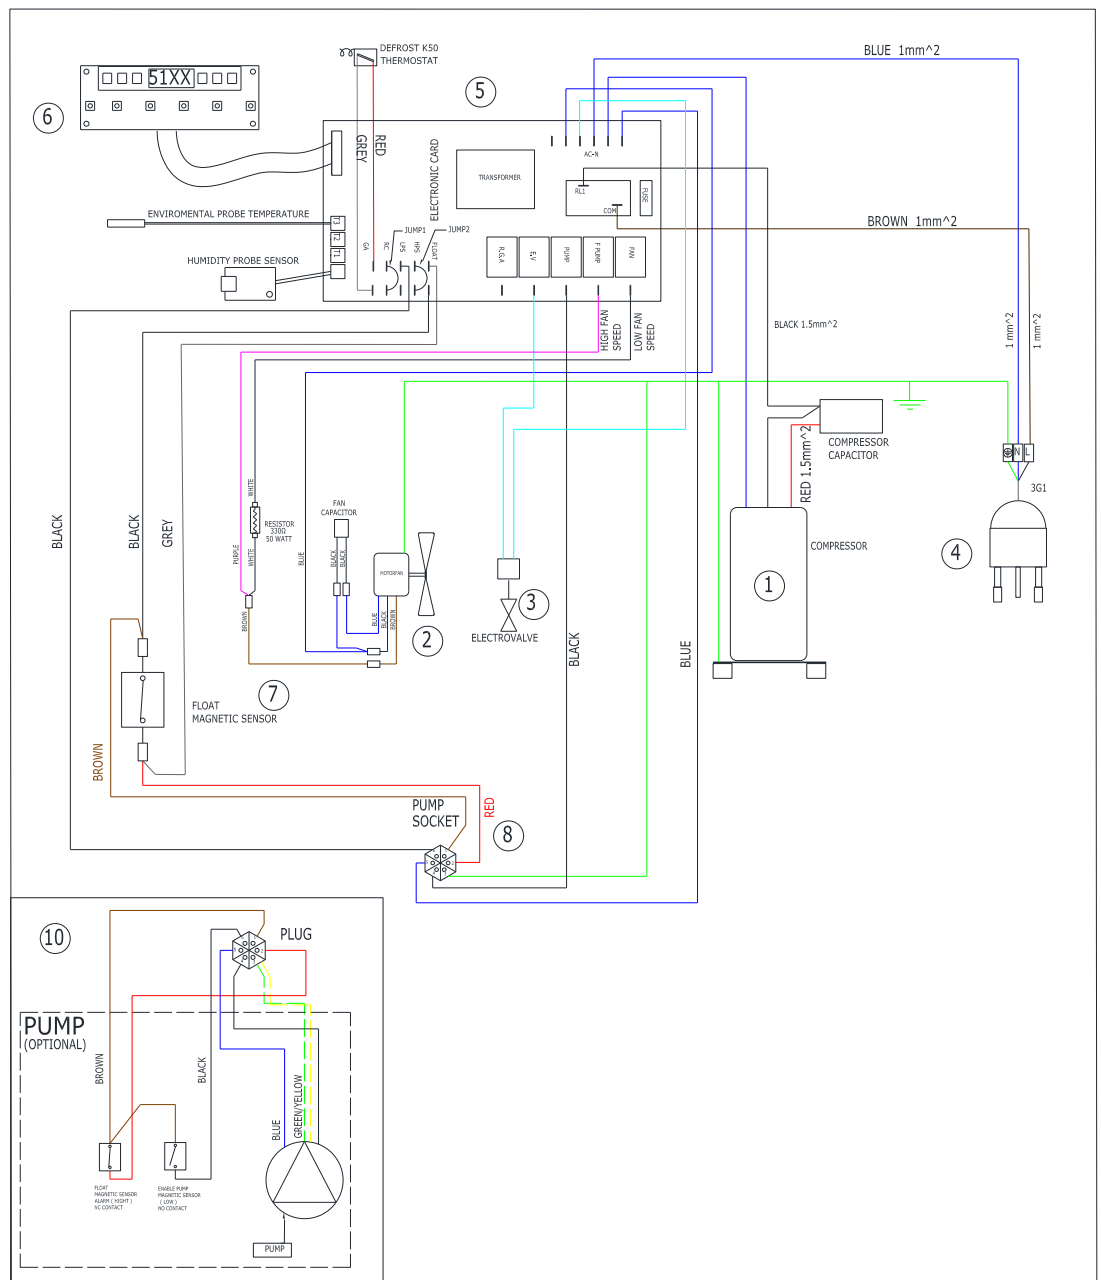 DEFROST K50
THERMOSTAT
BLUE 1mm^2
51XX
6
5
RED
GREY
ELECTRONIC CARD
TRANSFORMER
AC-N
RL1
COM
FUSE
BROWN 1mm^2
ENVIROMENTAL PROBE TEMPERATURE
T3
T2
T1
HUMIDITY PROBE SENSOR
JUMP1
JUMP2
GA
RC
LPS
HPS
FLOAT
R.G.A
E.V
PUMP
F PUMP
FAN
HIGH FAN
SPEED
LOW FAN
SPEED
BLACK 1.5mm^2
1 mm^2
1 mm^2
COMPRESSOR
CAPACITOR
RED 1.5mm^2
N
L
3G1
COMPRESSOR
1
4
WHITE
RESISTOR
330Ω
50 WATT
WHITE
PURPLE
BROWN
BLUE
FAN
CAPACITOR
BLACK
BLACK
MOTORFAN
BLUE
BLACK
BROWN
2
3
ELECTROVALVE
BLACK
BLACK
GREY
BLACK
BLUE
7
FLOAT
MAGNETIC SENSOR
BROWN
RED
PUMP
SOCKET
8
10
PLUG
PUMP
(OPTIONAL)
BROWN
BLACK
BLUE
GREEN/YELLOW
FLOAT
MAGNETIC SENSOR
ALARM ( HIGHT )
NC CONTACT
ENABLE PUMP
MAGNETIC SENSOR
( LOW )
NO CONTACT
PUMP